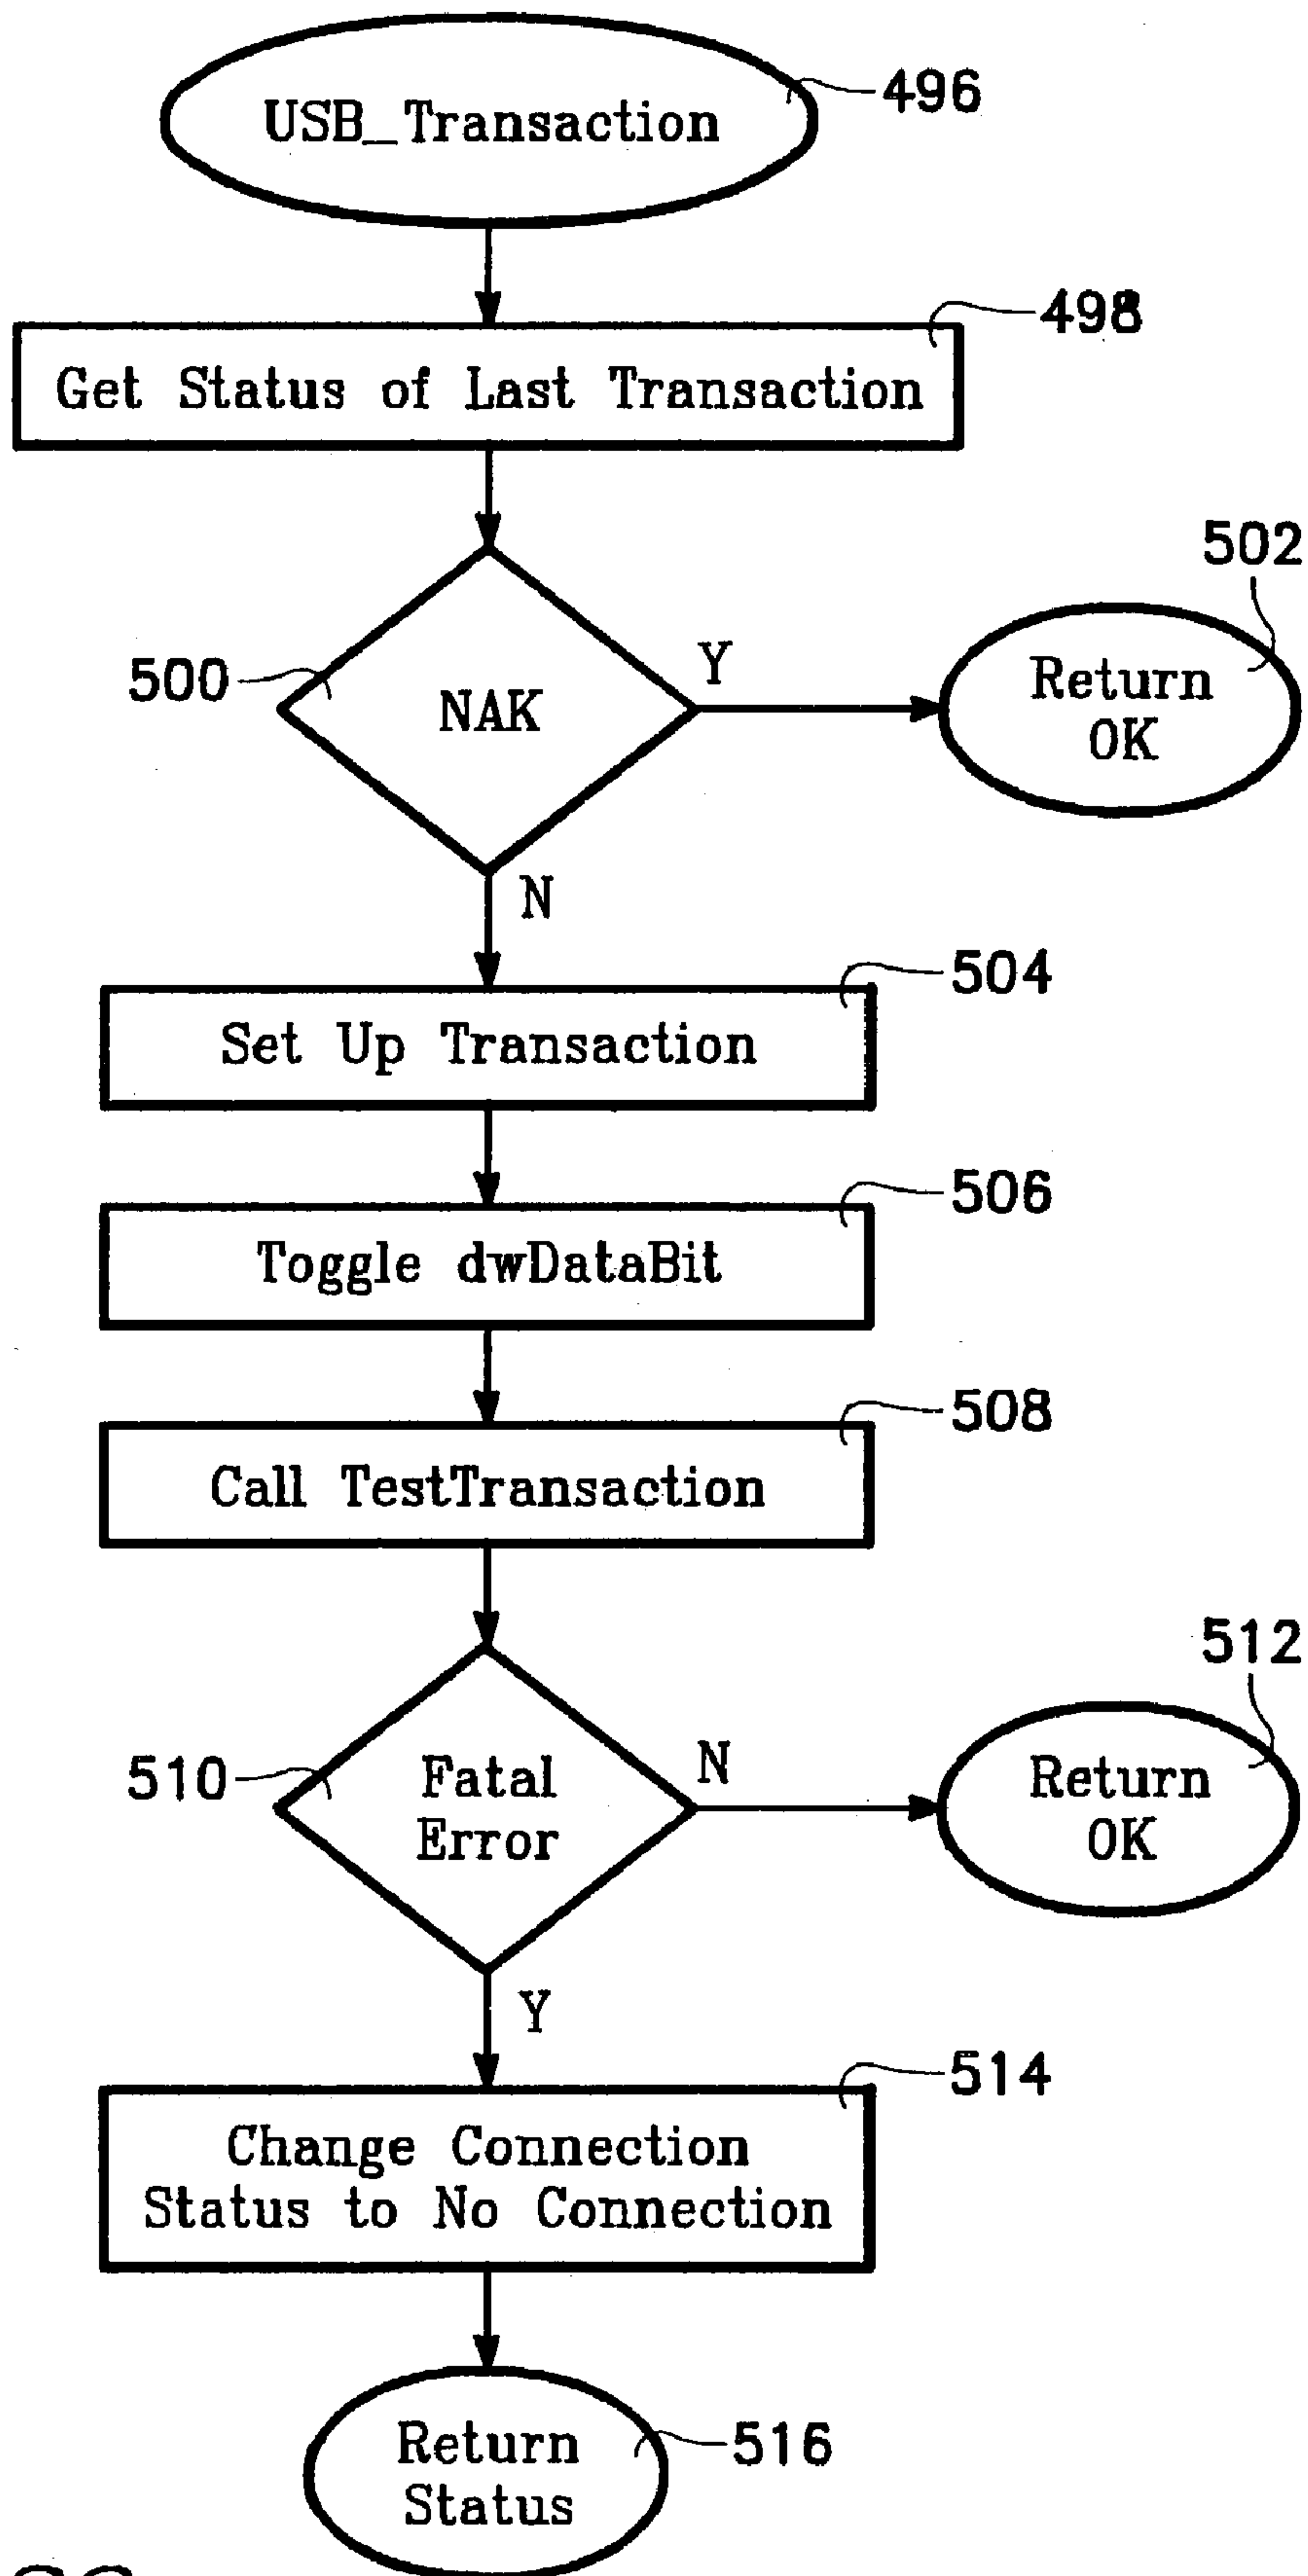 USB_Transaction
496
498
Get Status of Last Transaction
502
500
NAK
Y
Return
OK
N
504
Set Up Transaction
506
Toggle dwDataBit
508
Call TestTransaction
512
510
Fatal
Error
N
Return
OK
Y
514
Change Connection
Status to No Connection
Return
Status
516